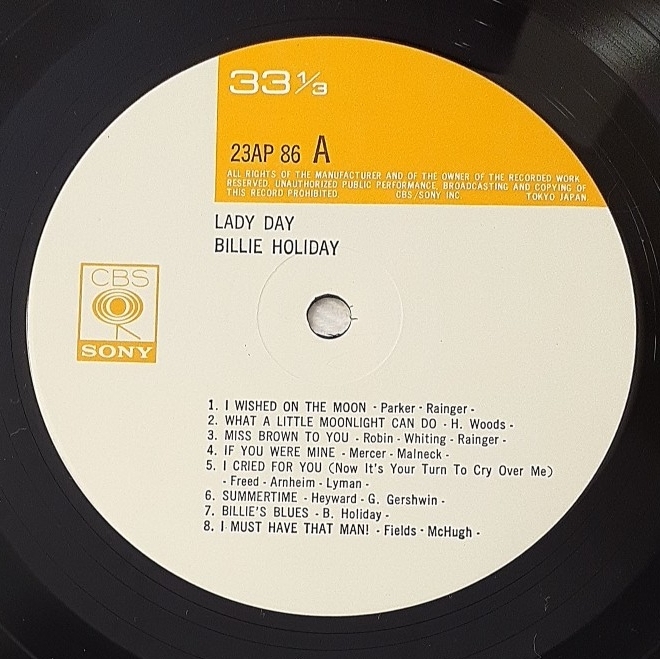 33 1/3
23AP 86 A
ALL RIGHTS OF THE MANUFACTURER AND OF THE OWNER OF THE RECORDED WORK
RESERVED. UNAUTHORIZED PUBLIC PERFORMANCE, BROADCASTING AND COPYING OF
THIS RECORD PROHIBITED. CBS/SONY INC TOKYO JAPAN
LADY DAY
BILLIE HOLIDAY
CBS
SONY
1. I WISHED ON THE MOON - Parker - Rainger -
2. WHAT A LITTLE MOONLIGHT CAN DO - H. Woods -
3. MISS BROWN TO YOU - Robin - Whiting - Rainger -
4. IF YOU WERE MINE - Mercer - Malneck -
5. I CRIED FOR YOU (Now It's Your Turn To Cry Over Me)
- Freed - Arnheim - Lyman -
6. SUMMERTIME - Heyward - G. Gershwin -
7. BILLIE'S BLUES - B. Holiday -
8. I MUST HAVE THAT MAN! - Fields - McHugh -